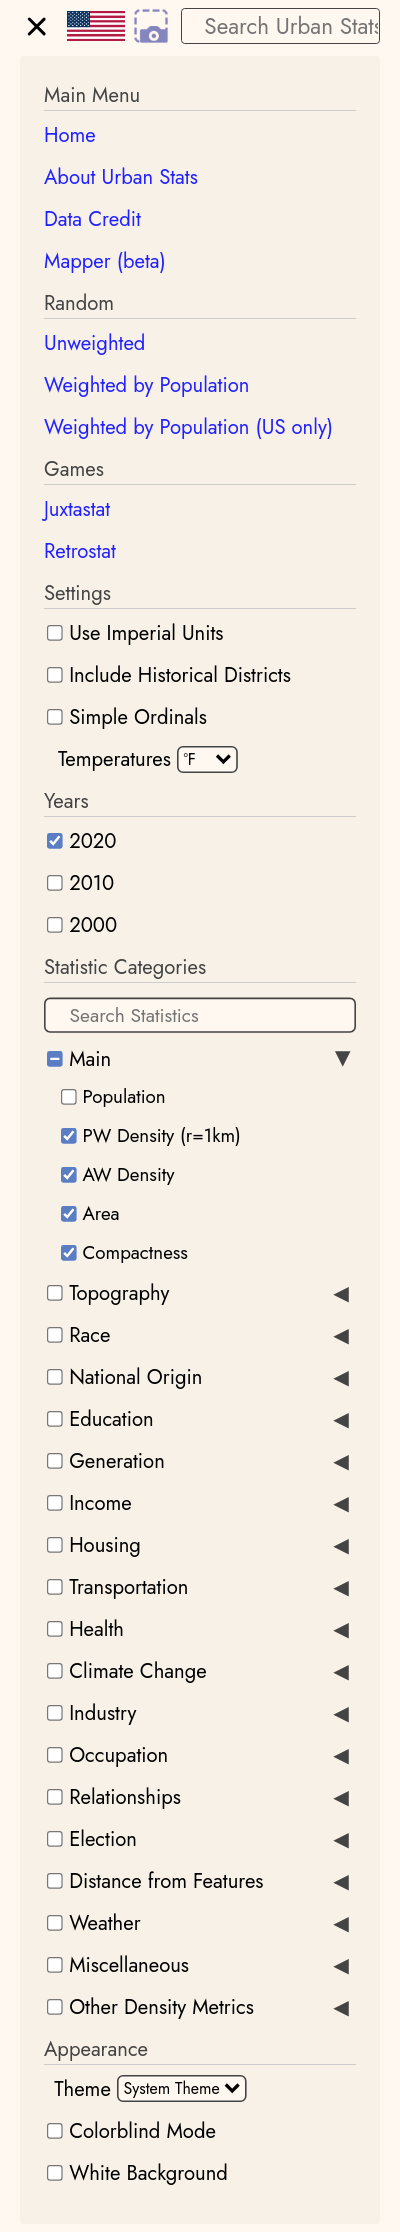 Search Urban Stats
Main Menu
Home
About Urban Stats
Data Credit
Mapper (beta)
Random
Unweighted
Weighted by Population
Weighted by Population (US only)
Games
Juxtastat
Retrostat
Settings
Use Imperial Units
Include Historical Districts
Simple Ordinals
Temperatures °F
Years
2020
2010
2000
Statistic Categories
Search Statistics
Main
Population
PW Density (r=1km)
AW Density
Area
Compactness
Topography
Race
National Origin
Education
Generation
Income
Housing
Transportation
Health
Climate Change
Industry
Occupation
Relationships
Election
Distance from Features
Weather
Miscellaneous
Other Density Metrics
Appearance
Theme System Theme
Colorblind Mode
White Background